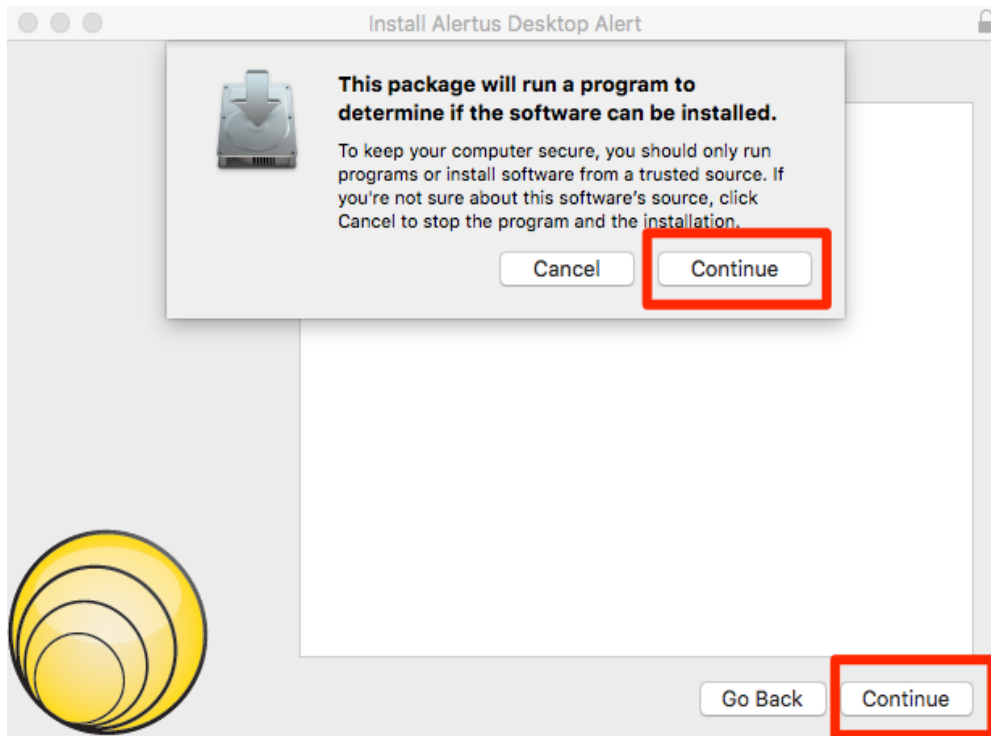 Install Alertus Desktop Alert
This package will run a program to
determine if the software can be installed.
To keep your computer secure, you should only run
programs or install software from a trusted source. If
you're not sure about this software's source, click
Cancel to stop the program and the installation.
Cancel
Continue
Go Back
Continue